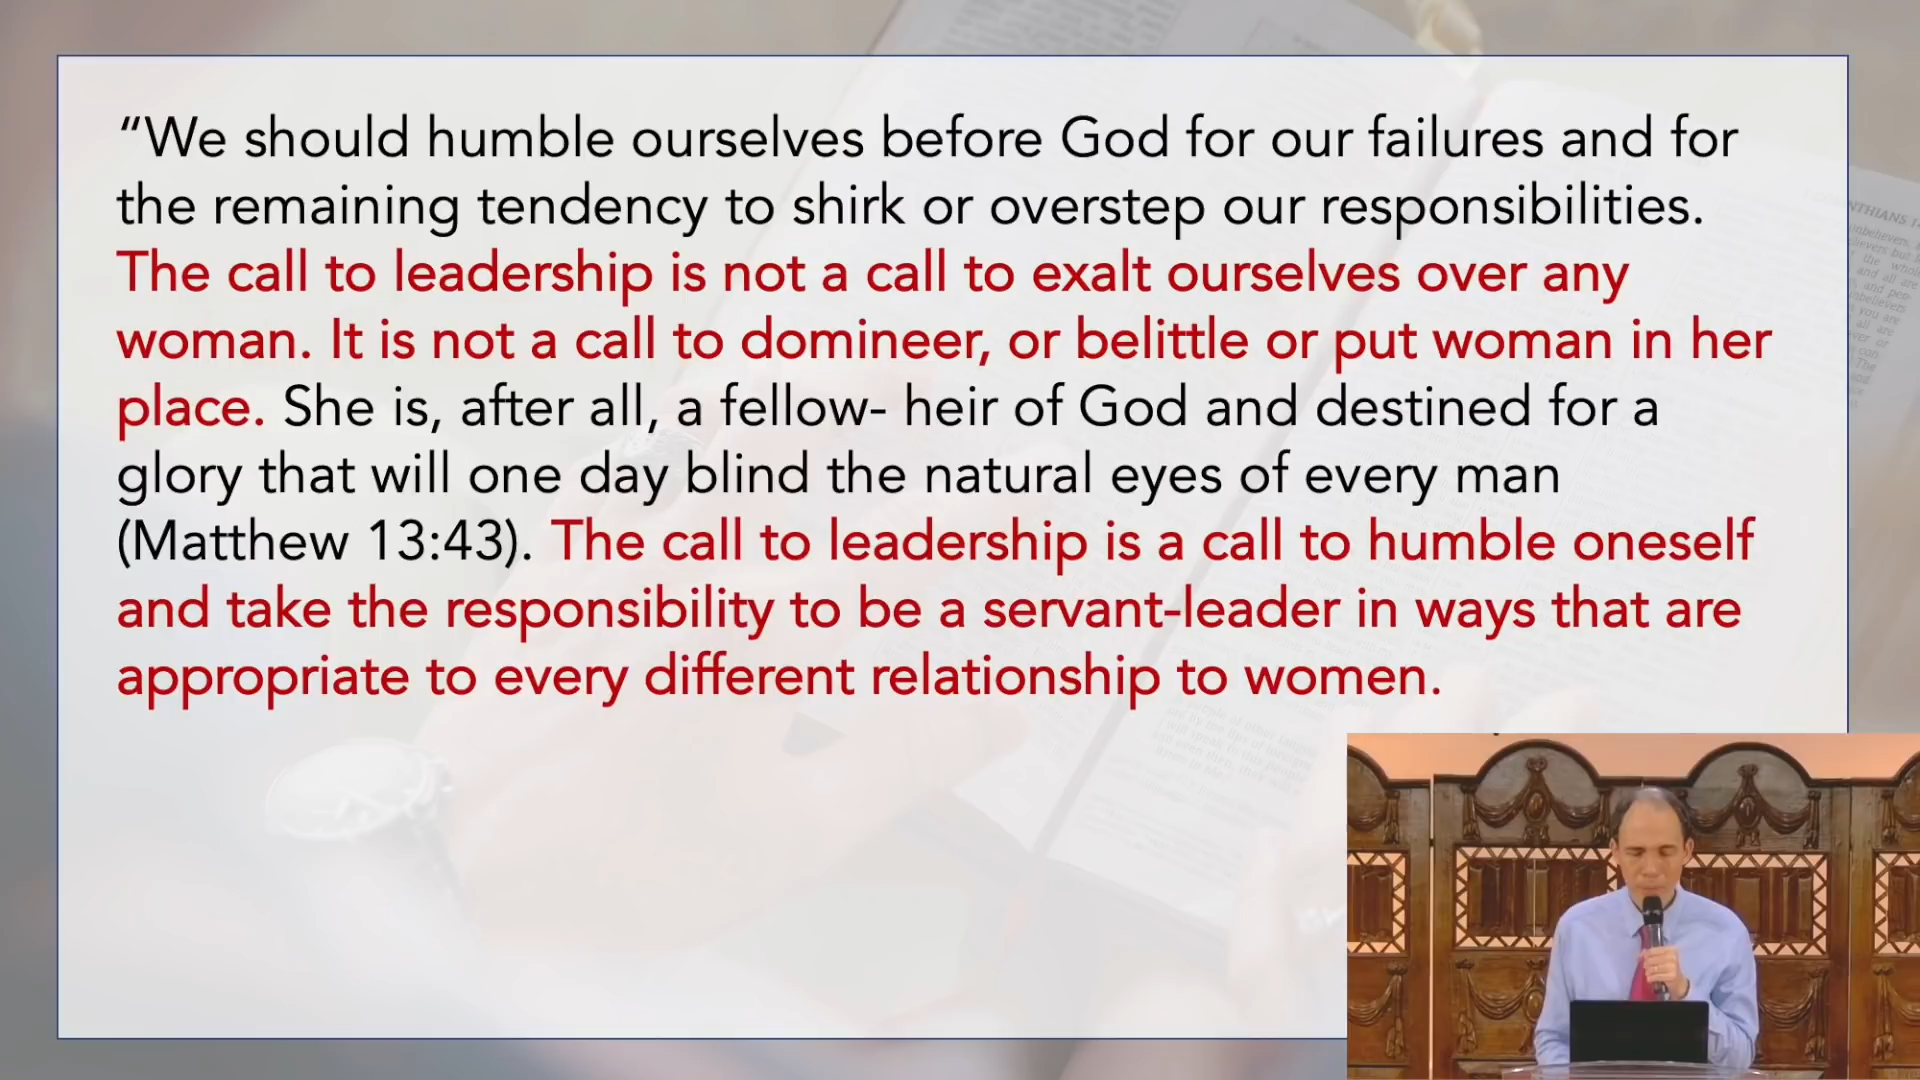 “We should humble ourselves before God for our failures and for
the remaining tendency to shirk or overstep our responsibilities.
The call to leadership is not a call to exalt ourselves over any
woman. It is not a call to domineer, or belittle or put woman in her
place. She is, after all, a fellow- heir of God and destined for a
glory that will one day blind the natural eyes of every man
(Matthew 13:43). The call to leadership is a call to humble oneself
and take the responsibility to be a servant-leader in ways that are
appropriate to every different relationship to women.